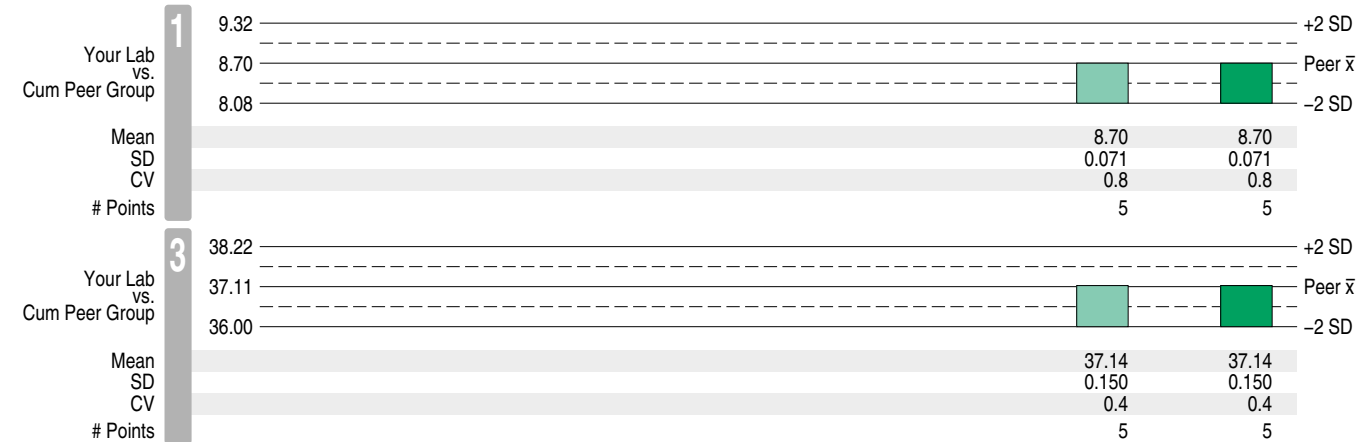 1
9.32 +2 SD
Your Lab
vs.
Cum Peer Group
8.70 Peer x̄
8.08 −2 SD
Mean 8.70 8.70
SD 0.071 0.071
CV 0.8 0.8
# Points 5 5
3
38.22 +2 SD
Your Lab
vs.
Cum Peer Group
37.11 Peer x̄
36.00 −2 SD
Mean 37.14 37.14
SD 0.150 0.150
CV 0.4 0.4
# Points 5 5